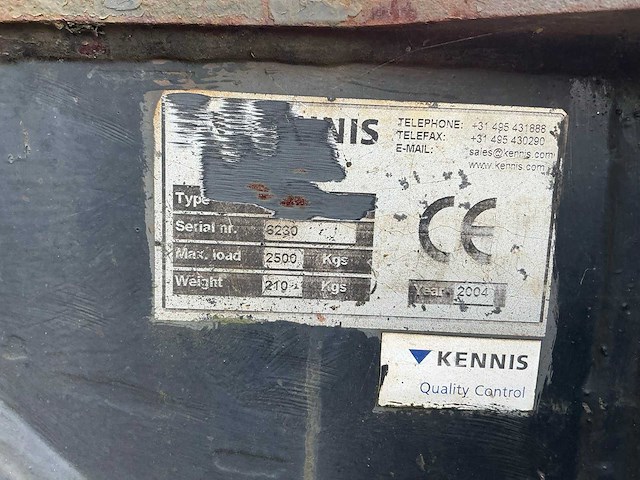 NNIS
TELEPHONE: +31 495 431888
TELEFAX: +31 495 430290
E-MAIL: sales@kennis.com
www.kennis.com
Type
Serial nr. 6230
Max. load 2500 Kgs
Weight 210 Kgs
CE
Year 2004
KENNIS
Quality Control